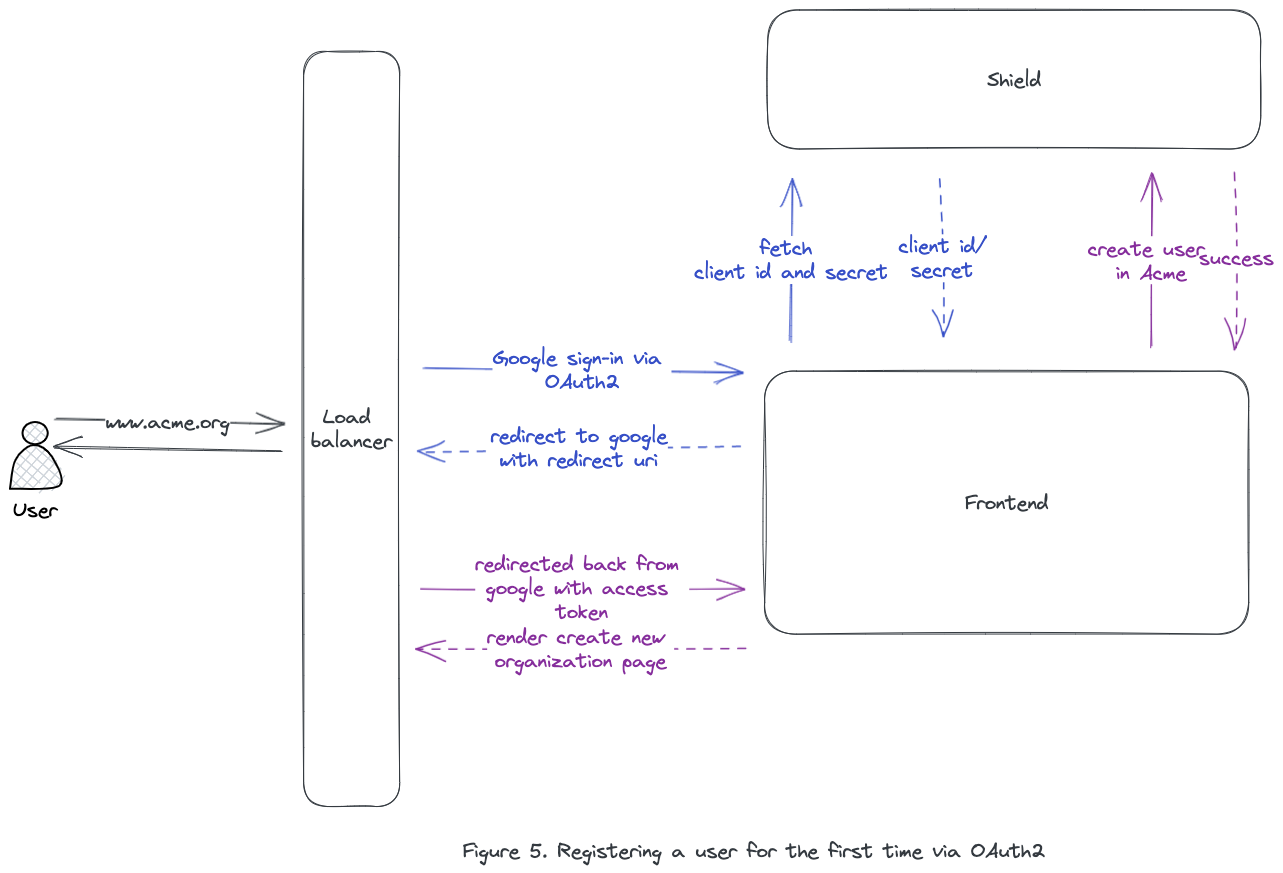 Shield
fetch
client id and secret
client id/
secret
create user
in Acme
success
Google sign-in via
OAuth2
www.acme.org
Load
balancer
redirect to google
with redirect uri
User
Frontend
redirected back from
google with access
token
render create new
organization page
Figure 5. Registering a user for the first time via OAuth2